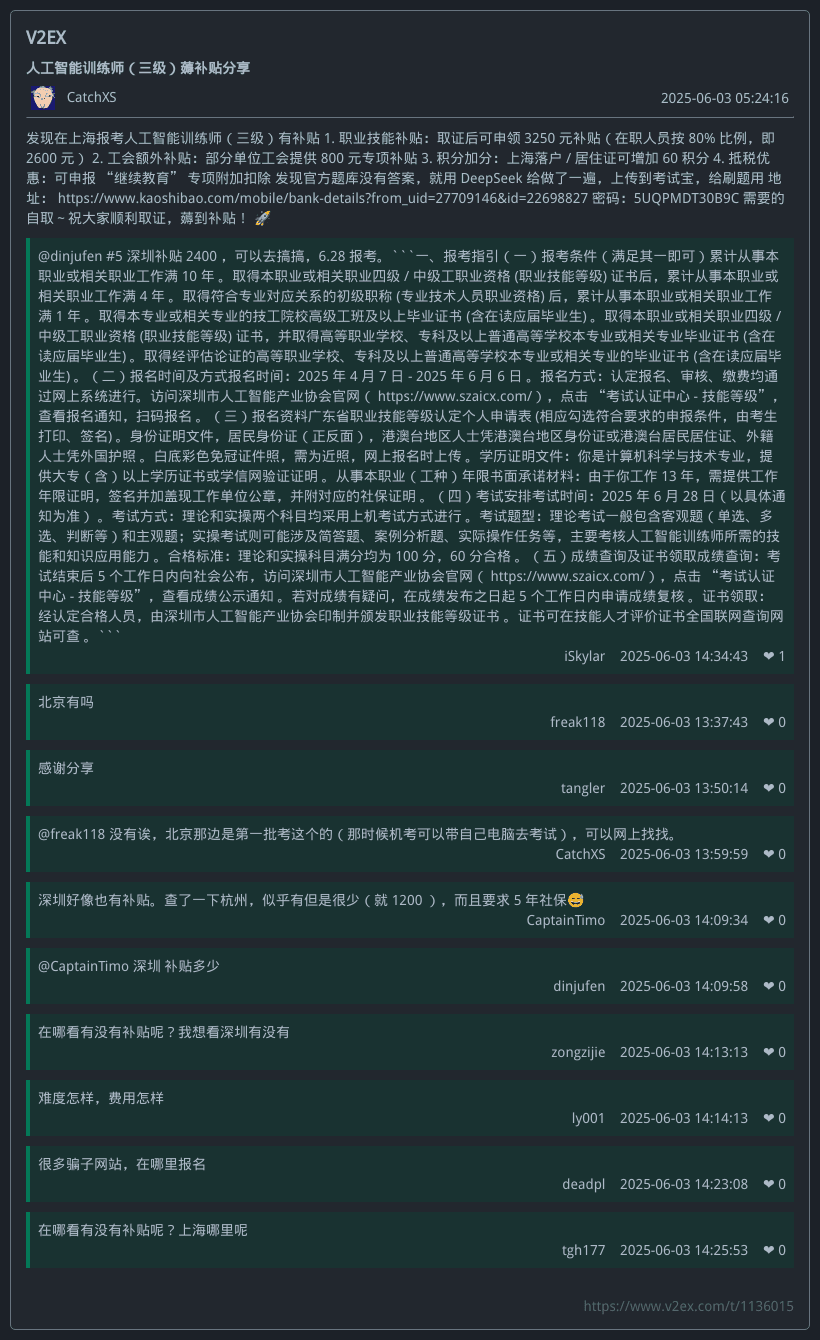 V2EX
人工智能训练师（三级）薅补贴分享
CatchXS 2025-06-03 05:24:16
发现在上海报考人工智能训练师（三级）有补贴 1. 职业技能补贴：取证后可申领 3250 元补贴（在职人员按 80% 比例，即
2600 元 ） 2. 工会额外补贴：部分单位工会提供 800 元专项补贴 3. 积分加分：上海落户 / 居住证可增加 60 积分 4. 抵税优
惠：可申报 “继续教育” 专项附加扣除 发现官方题库没有答案，就用 DeepSeek 给做了一遍，上传到考试宝，给刷题用 地
址： https://www.kaoshibao.com/mobile/bank-details?from_uid=27709146&id=22698827 密码：5UQPMDT30B9C 需要的
自取 ~ 祝大家顺利取证，薅到补贴！ 🚀
@dinjufen #5 深圳补贴 2400 ，可以去搞搞，6.28 报考。```一、报考指引（一）报考条件（满足其一即可）累计从事本
职业或相关职业工作满 10 年 。取得本职业或相关职业四级 / 中级工职业资格 (职业技能等级) 证书后，累计从事本职业或
相关职业工作满 4 年 。取得符合专业对应关系的初级职称 (专业技术人员职业资格) 后，累计从事本职业或相关职业工作
满 1 年 。取得本专业或相关专业的技工院校高级工班及以上毕业证书 (含在读应届毕业生) 。取得本职业或相关职业四级 /
中级工职业资格 (职业技能等级) 证书，并取得高等职业学校、专科及以上普通高等学校本专业或相关专业毕业证书 (含在
读应届毕业生) 。取得经评估论证的高等职业学校、专科及以上普通高等学校本专业或相关专业的毕业证书 (含在读应届毕
业生) 。（二）报名时间及方式报名时间：2025 年 4 月 7 日 - 2025 年 6 月 6 日 。报名方式：认定报名、审核、缴费均通
过网上系统进行。访问深圳市人工智能产业协会官网（ https://www.szaicx.com/），点击 “考试认证中心 - 技能等级”，
查看报名通知，扫码报名 。（三）报名资料广东省职业技能等级认定个人申请表 (相应勾选符合要求的申报条件，由考生
打印、签名) 。身份证明文件，居民身份证（正反面），港澳台地区人士凭港澳台地区身份证或港澳台居民居住证、外籍
人士凭外国护照 。白底彩色免冠证件照，需为近照，网上报名时上传 。学历证明文件：你是计算机科学与技术专业，提
供大专（含）以上学历证书或学信网验证证明 。从事本职业（工种）年限书面承诺材料：由于你工作 13 年，需提供工作
年限证明，签名并加盖现工作单位公章，并附对应的社保证明 。（四）考试安排考试时间：2025 年 6 月 28 日（以具体通
知为准） 。考试方式：理论和实操两个科目均采用上机考试方式进行 。考试题型：理论考试一般包含客观题（单选、多
选、判断等）和主观题；实操考试则可能涉及简答题、案例分析题、实际操作任务等，主要考核人工智能训练师所需的技
能和知识应用能力 。合格标准：理论和实操科目满分均为 100 分，60 分合格 。（五）成绩查询及证书领取成绩查询：考
试结束后 5 个工作日内向社会公布，访问深圳市人工智能产业协会官网（ https://www.szaicx.com/），点击 “考试认证
中心 - 技能等级”，查看成绩公示通知 。若对成绩有疑问，在成绩发布之日起 5 个工作日内申请成绩复核 。证书领取：
经认定合格人员，由深圳市人工智能产业协会印制并颁发职业技能等级证书 。证书可在技能人才评价证书全国联网查询网
站可查 。```
iSkylar 2025-06-03 14:34:43 ❤ 1
北京有吗
freak118 2025-06-03 13:37:43 ❤ 0
感谢分享
tangler 2025-06-03 13:50:14 ❤ 0
@freak118 没有诶，北京那边是第一批考这个的（那时候机考可以带自己电脑去考试），可以网上找找。
CatchXS 2025-06-03 13:59:59 ❤ 0
深圳好像也有补贴。查了一下杭州，似乎有但是很少（就 1200 ），而且要求 5 年社保😅
CaptainTimo 2025-06-03 14:09:34 ❤ 0
@CaptainTimo 深圳 补贴多少
dinjufen 2025-06-03 14:09:58 ❤ 0
在哪看有没有补贴呢？我想看深圳有没有
zongzijie 2025-06-03 14:13:13 ❤ 0
难度怎样，费用怎样
ly001 2025-06-03 14:14:13 ❤ 0
很多骗子网站，在哪里报名
deadpl 2025-06-03 14:23:08 ❤ 0
在哪看有没有补贴呢？上海哪里呢
tgh177 2025-06-03 14:25:53 ❤ 0
https://www.v2ex.com/t/1136015